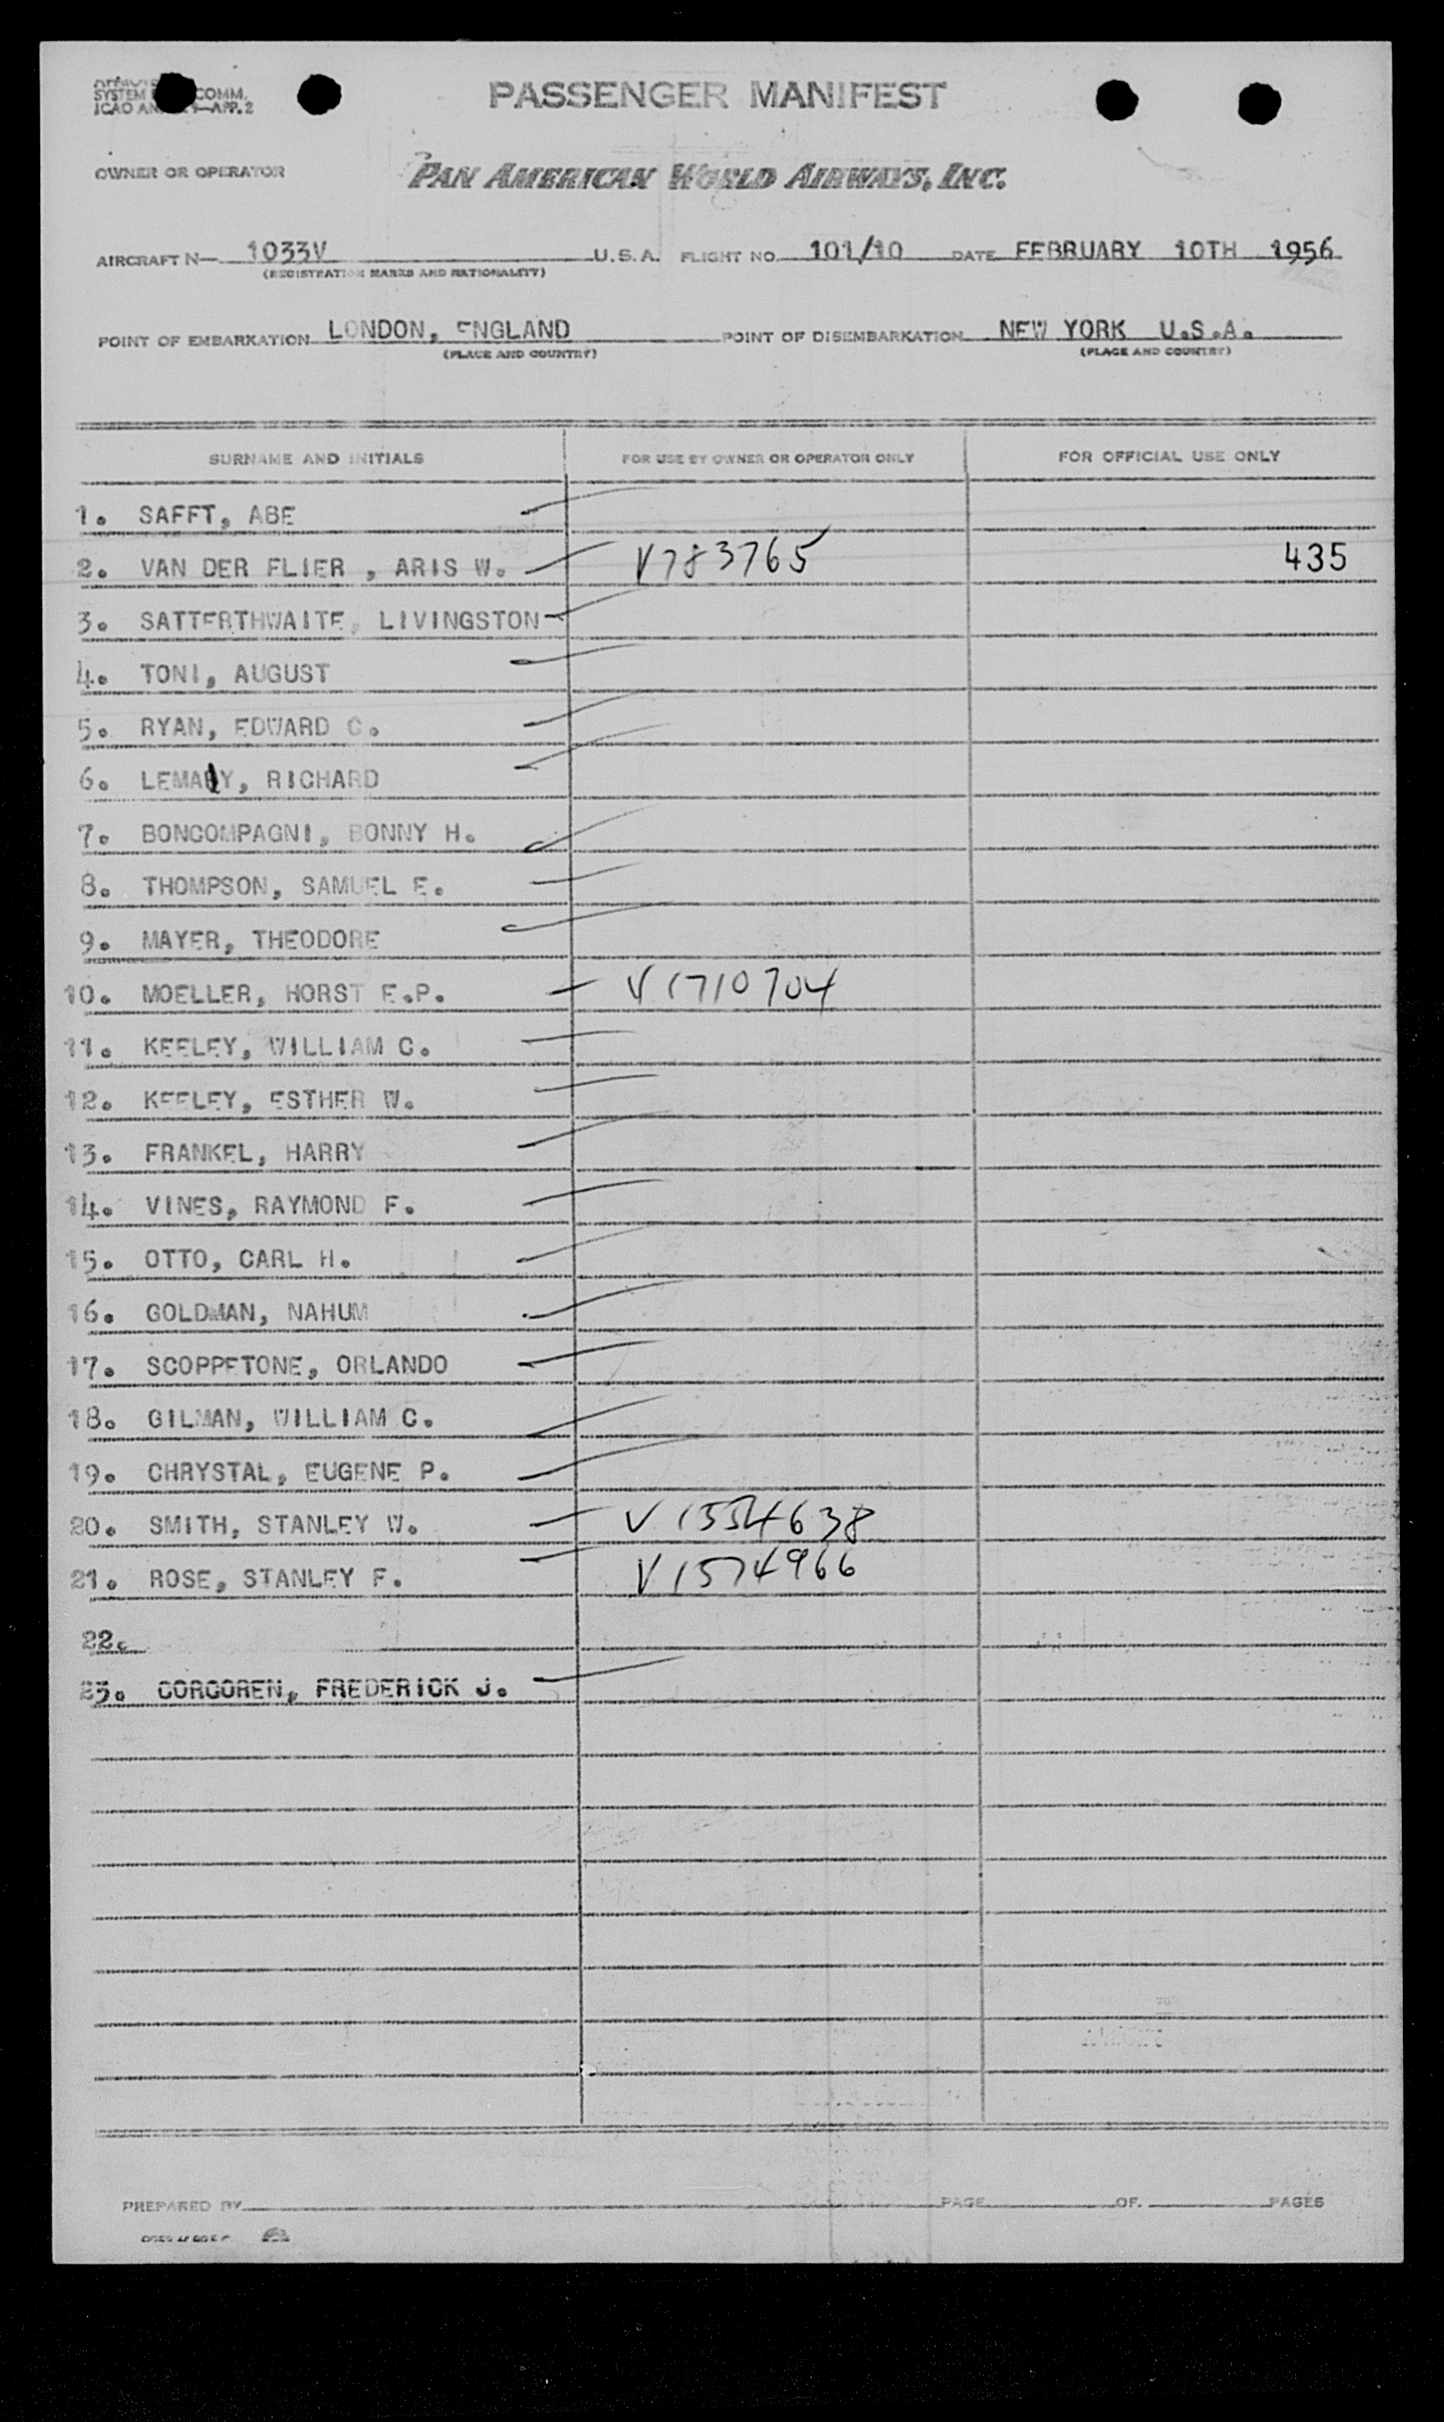 SYSTEM COMM.
ICAO APP. 2
PASSENGER MANIFEST
OWNER OR OPERATOR PAN AMERICAN WORLD AIRWAYS, INC.
AIRCRAFT N— 1033V U.S.A. FLIGHT NO. 101/10 DATE FEBRUARY 10TH 1956
(REGISTRATION MARKS AND NATIONALITY)
POINT OF EMBARKATION LONDON, ENGLAND POINT OF DISEMBARKATION NEW YORK U.S.A.
(PLACE AND COUNTRY) (PLACE AND COUNTRY)
SURNAME AND INITIALS FOR USE BY OWNER OR OPERATOR ONLY FOR OFFICIAL USE ONLY
1. SAFFT, ABE
2. VAN DER FLIER , ARIS W. V783765 435
3. SATTERTHWAITE, LIVINGSTON
4. TONI, AUGUST
5. RYAN, EDWARD C.
6. RICHARD
7. BONCOMPAGNI, BONNY H.
8. THOMPSON, SAMUEL E.
9. MAYER, THEODORE
10. MOELLER, HORST E.P. V1710704
11. KEELEY, WILLIAM C.
12. KEELEY, ESTHER W.
13. FRANKEL, HARRY
14. VINES, RAYMOND F.
15. OTTO, CARL H.
16. GOLDMAN, NAHUM
17. SCOPPETONE, ORLANDO
18. GILMAN, WILLIAM C.
19. CHRYSTAL, EUGENE P.
20. SMITH, STANLEY W. V1554638
21. ROSE, STANLEY F. V1574966
22.
23. CORCOREN, FREDERICK J.
PREPARED BY PAGE OF PAGES